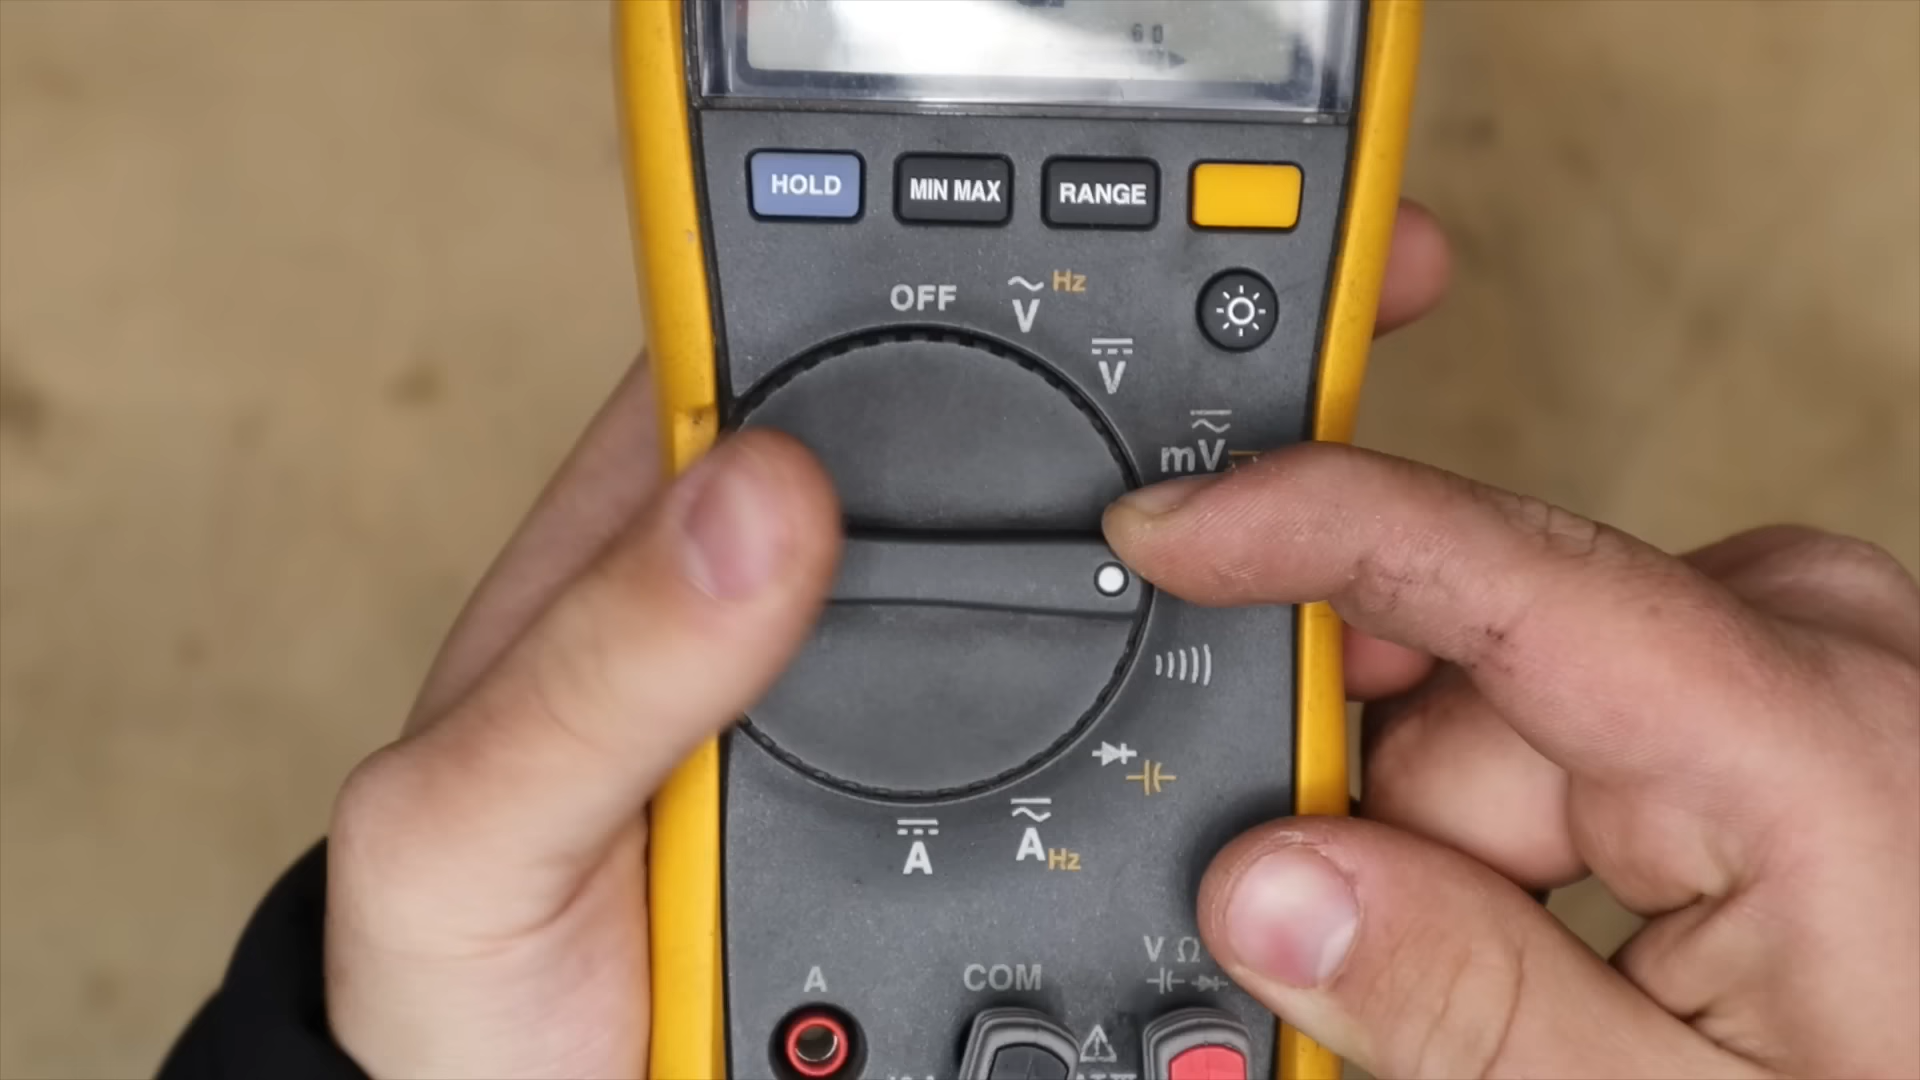 60
HOLD
MIN MAX
RANGE
OFF
V Hz
V
mV
A
A Hz
A
COM
V Ω